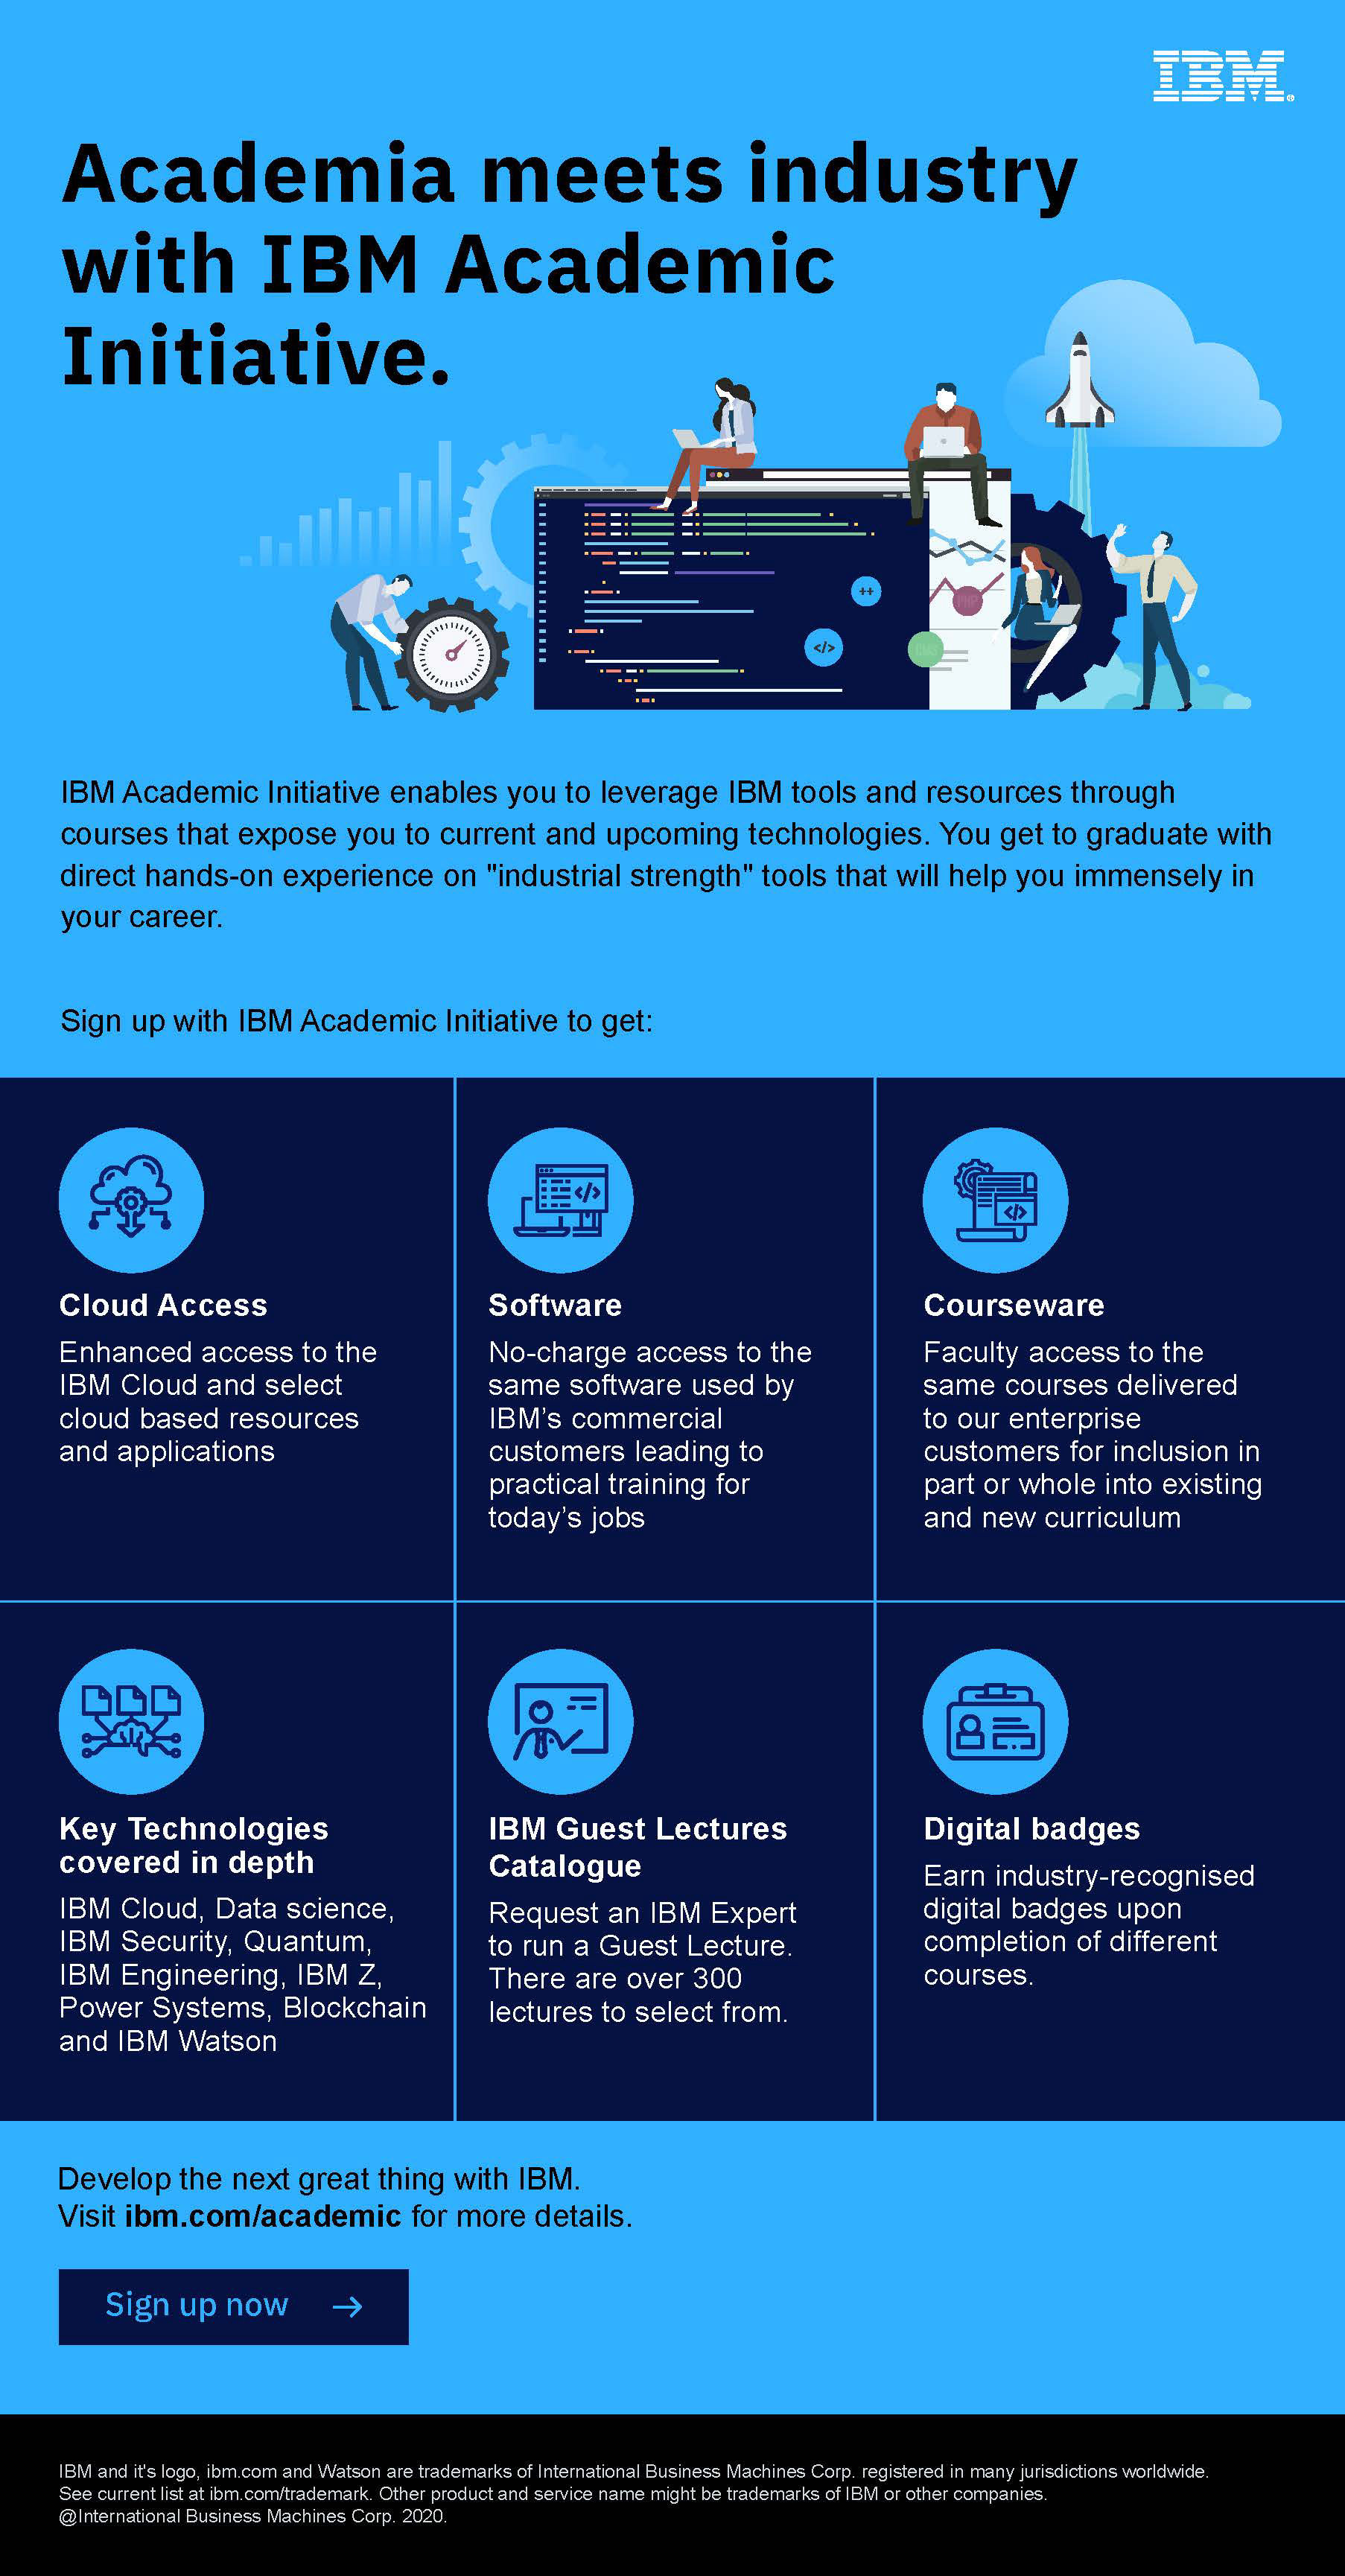 IBM®
Academia meets industry
with IBM Academic
Initiative.
++
</>
IBM Academic Initiative enables you to leverage IBM tools and resources through
courses that expose you to current and upcoming technologies. You get to graduate with
direct hands-on experience on "industrial strength" tools that will help you immensely in
your career.
Sign up with IBM Academic Initiative to get:
</>
</>
Cloud Access
Enhanced access to the
IBM Cloud and select
cloud based resources
and applications
Software
No-charge access to the
same software used by
IBM’s commercial
customers leading to
practical training for
today’s jobs
Courseware
Faculty access to the
same courses delivered
to our enterprise
customers for inclusion in
part or whole into existing
and new curriculum
Key Technologies
covered in depth
IBM Cloud, Data science,
IBM Security, Quantum,
IBM Engineering, IBM Z,
Power Systems, Blockchain
and IBM Watson
IBM Guest Lectures
Catalogue
Request an IBM Expert
to run a Guest Lecture.
There are over 300
lectures to select from.
Digital badges
Earn industry-recognised
digital badges upon
completion of different
courses.
Develop the next great thing with IBM.
Visit ibm.com/academic for more details.
Sign up now →
IBM and it's logo, ibm.com and Watson are trademarks of International Business Machines Corp. registered in many jurisdictions worldwide.
See current list at ibm.com/trademark. Other product and service name might be trademarks of IBM or other companies.
@International Business Machines Corp. 2020.